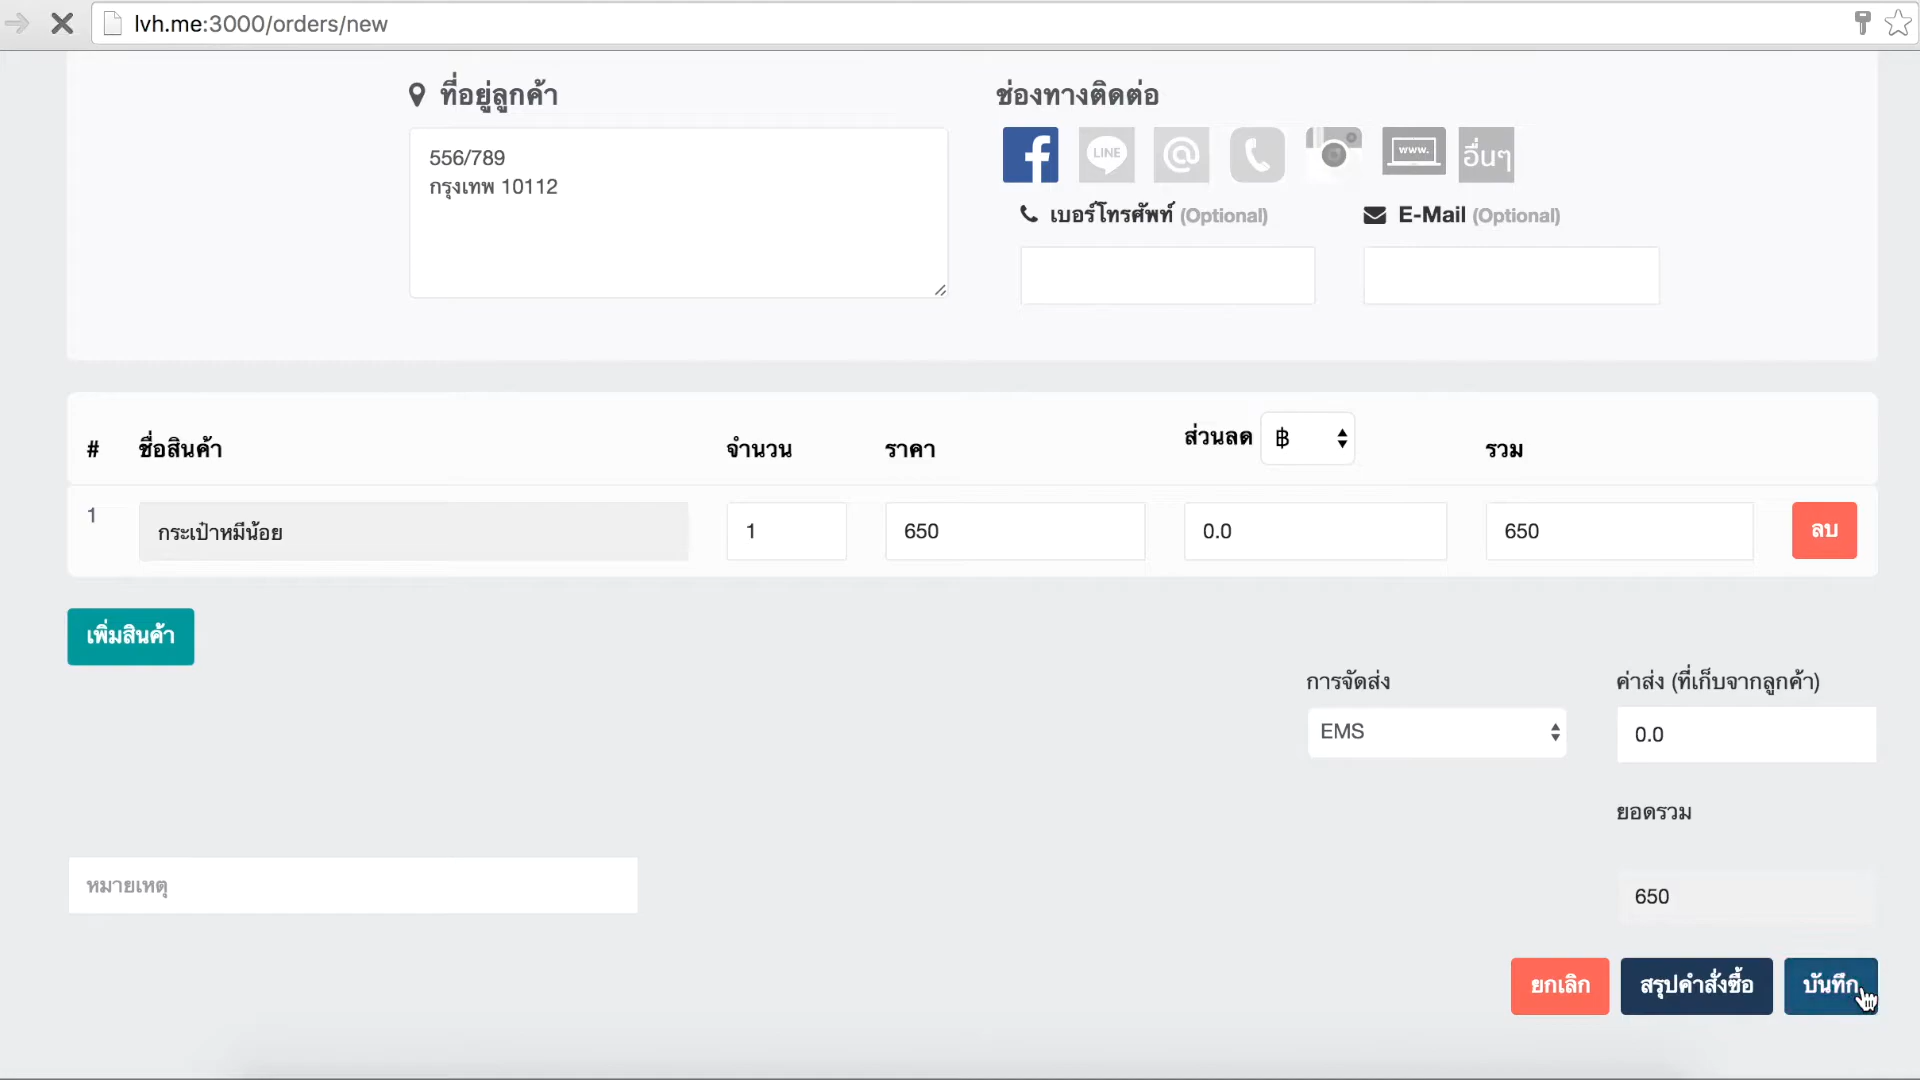 lvh.me:3000/orders/new
ที่อยู่ลูกค้า
ช่องทางติดต่อ
556/789
กรุงเทพ 10112
LINE
@
www.
อื่นๆ
เบอร์โทรศัพท์ (Optional)
E-Mail (Optional)
# ชื่อสินค้า จำนวน ราคา ส่วนลด ฿ รวม
1 กระเป๋าหมีน้อย 1 650 0.0 650 ลบ
เพิ่มสินค้า
การจัดส่ง
ค่าส่ง (ที่เก็บจากลูกค้า)
EMS
0.0
ยอดรวม
หมายเหตุ
650
ยกเลิก สรุปคำสั่งซื้อ บันทึก